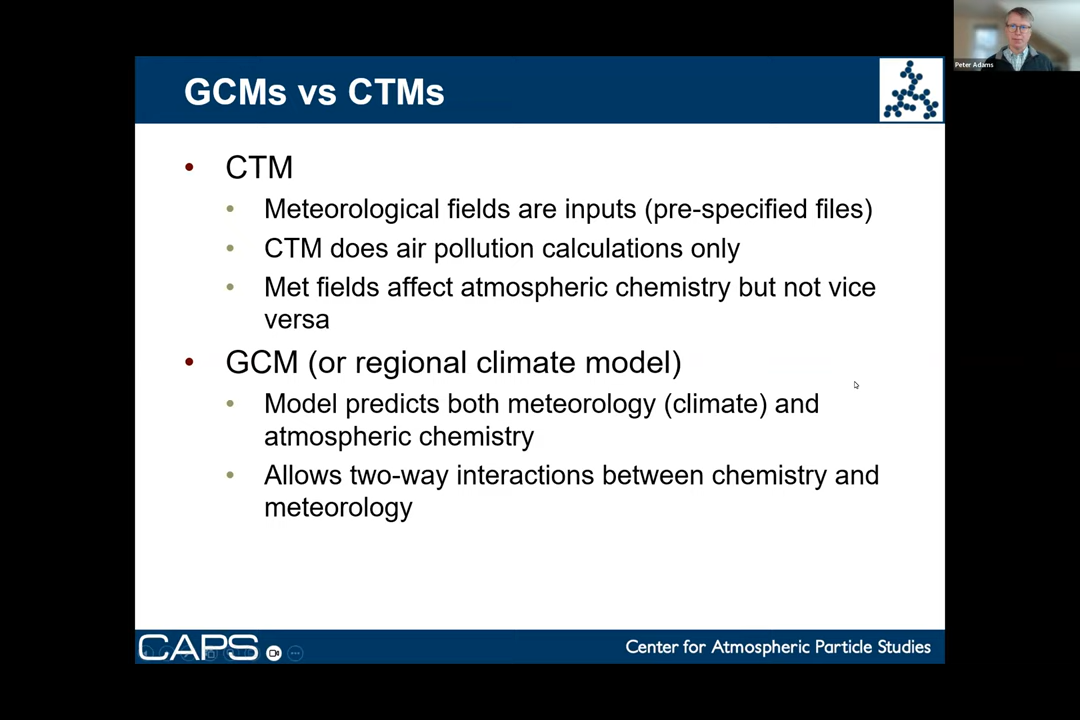 Peter Adams
GCMs vs CTMs
• CTM
• Meteorological fields are inputs (pre-specified files)
• CTM does air pollution calculations only
• Met fields affect atmospheric chemistry but not vice
versa
• GCM (or regional climate model)
• Model predicts both meteorology (climate) and
atmospheric chemistry
• Allows two-way interactions between chemistry and
meteorology
CAPS
Center for Atmospheric Particle Studies